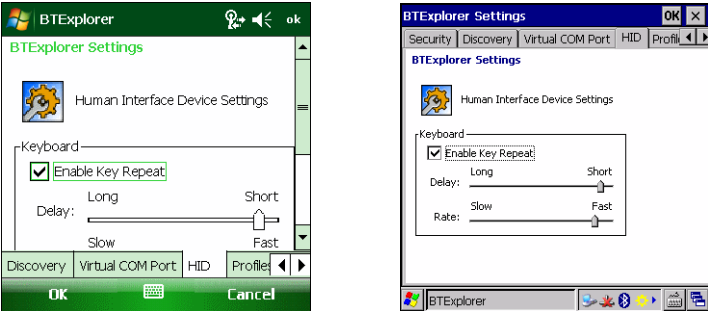 BTExplorer ok
BTExplorer Settings
Human Interface Device Settings
Keyboard
Enable Key Repeat
Long Short
Delay:
Slow Fast
Discovery Virtual COM Port HID Profiles
OK Cancel
BTExplorer Settings OK
Security Discovery Virtual COM Port HID Profil
BTExplorer Settings
Human Interface Device Settings
Keyboard
Enable Key Repeat
Long Short
Delay:
Slow Fast
Rate:
BTExplorer